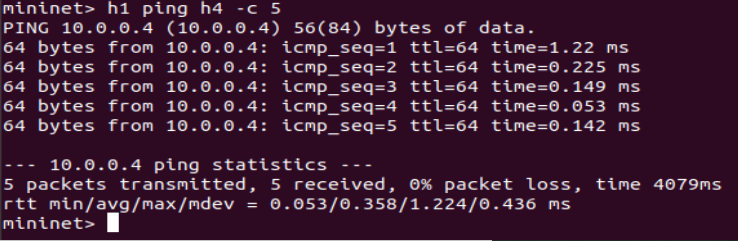 mininet> h1 ping h4 -c 5
PING 10.0.0.4 (10.0.0.4) 56(84) bytes of data.
64 bytes from 10.0.0.4: icmp_seq=1 ttl=64 time=1.22 ms
64 bytes from 10.0.0.4: icmp_seq=2 ttl=64 time=0.225 ms
64 bytes from 10.0.0.4: icmp_seq=3 ttl=64 time=0.149 ms
64 bytes from 10.0.0.4: icmp_seq=4 ttl=64 time=0.053 ms
64 bytes from 10.0.0.4: icmp_seq=5 ttl=64 time=0.142 ms
--- 10.0.0.4 ping statistics ---
5 packets transmitted, 5 received, 0% packet loss, time 4079ms
rtt min/avg/max/mdev = 0.053/0.358/1.224/0.436 ms
mininet>